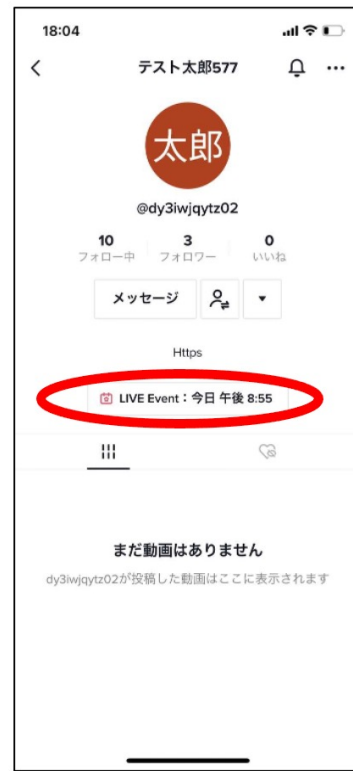 18:04
テスト太郎577
太郎
@dy3iwjqytz02
10 3 0
フォロー中 フォロワー いいね
メッセージ
Https
LIVE Event：今日 午後 8:55
まだ動画はありません
dy3iwjqytz02が投稿した動画はここに表示されます